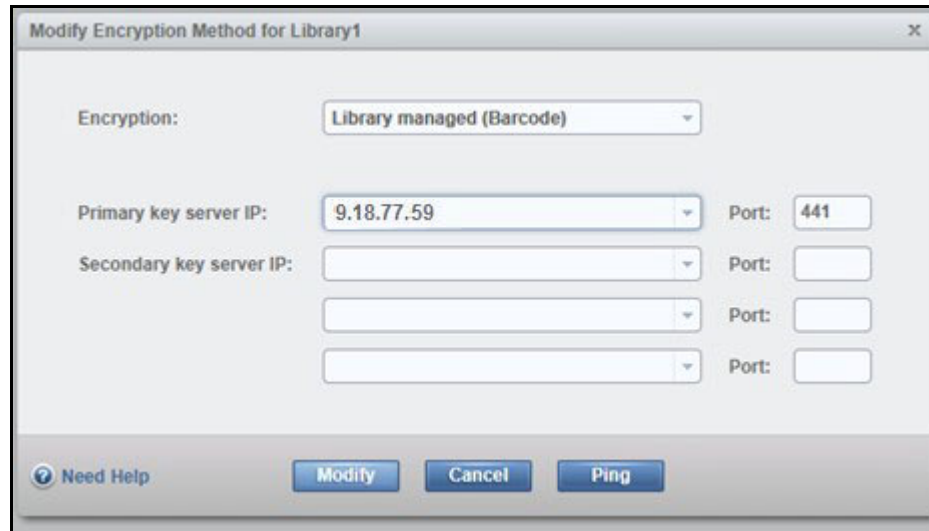 Modify Encryption Method for Library1 ×
Encryption: Library managed (Barcode)
Primary key server IP: 9.18.77.59 Port: 441
Secondary key server IP: Port:
Port:
Port:
? Need Help Modify Cancel Ping